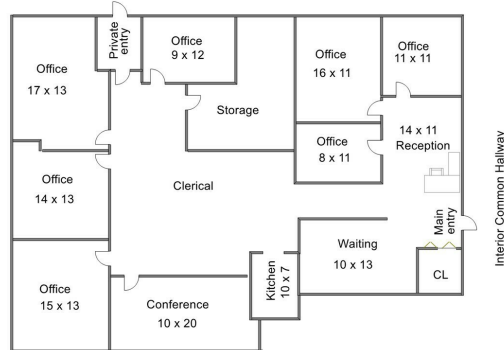 Private
entry
Office
9 x 12
Office
17 x 13
Office
16 x 11
Office
11 x 11
Storage
Office
8 x 11
14 x 11
Reception
Office
14 x 13
Clerical
Main
entry
Interior Common Hallway
Waiting
10 x 13
CL
Kitchen
10 x 7
Office
15 x 13
Conference
10 x 20